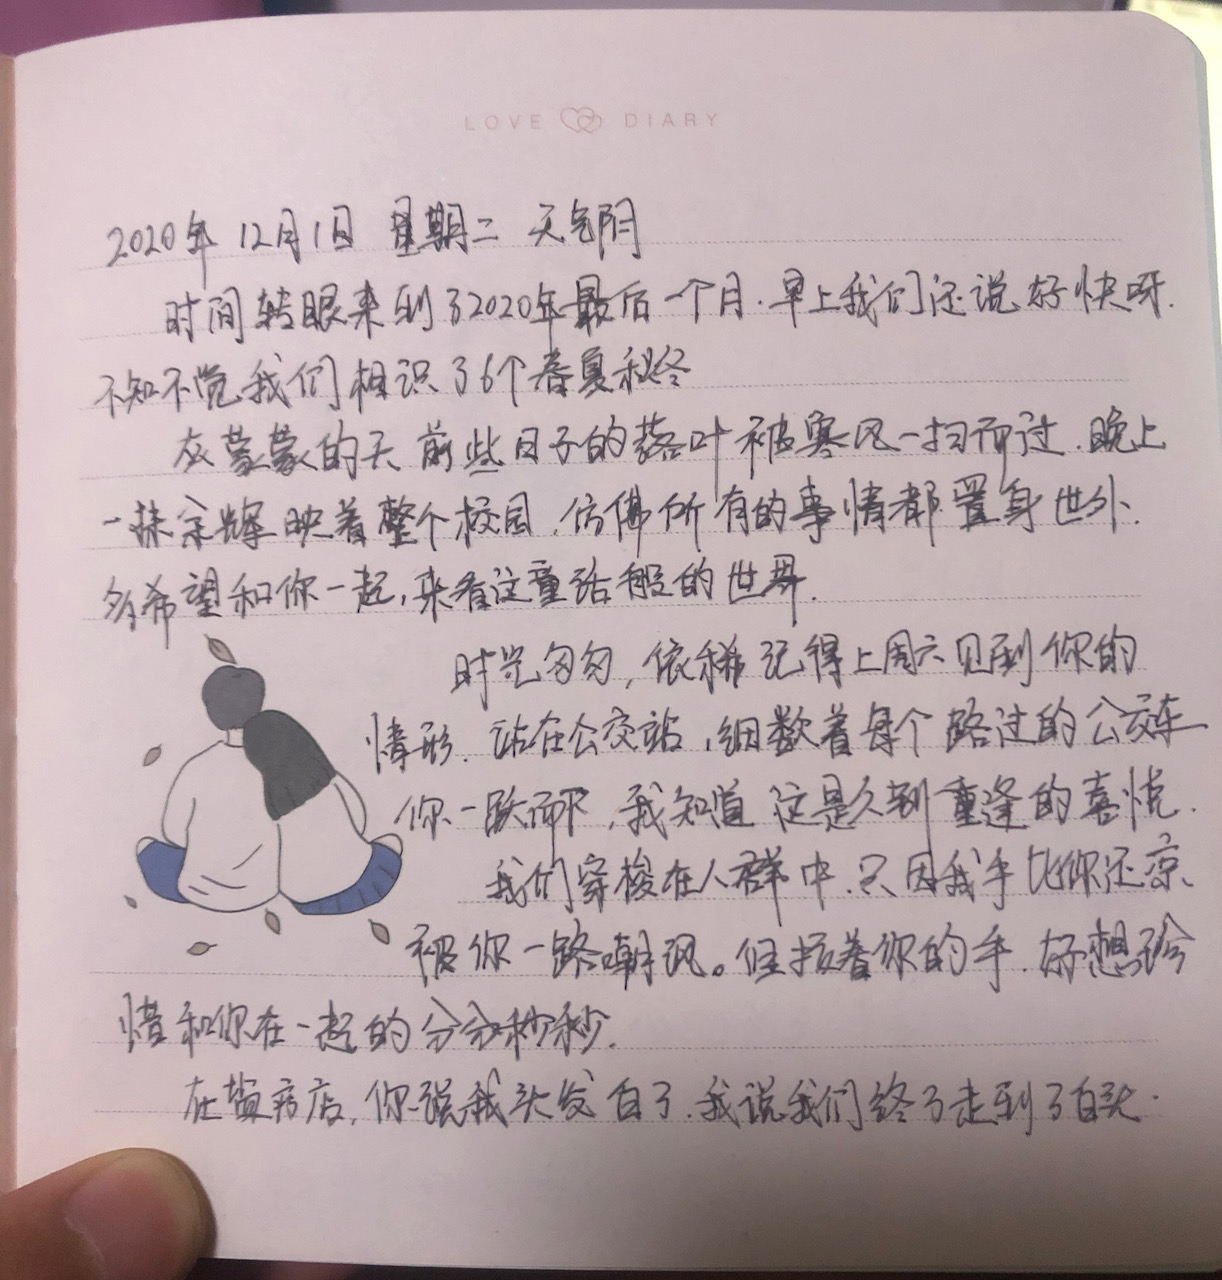 LOVE DIARY
2020年 12月1日 星期二 天气阴
时间转眼来到了2020年最后一个月.早上我们还说好快呀.
不知不觉我们相识了6个春夏秋冬
灰蒙蒙的天 前些日子的落叶被寒风一扫而过.晚上
一抹余辉映着整个校园.仿佛所有的事情都置身世外.
多希望和你一起,来看这童话般的世界.
时光匆匆,依稀记得上周六见到你的
情形.站在公交站,细数着每个路过的公交车
你一跃而下,我知道这是久别重逢的喜悦.
我们穿梭在人群中.只因我手比你还凉、
被你一路嘲讽。但握着你的手.好想珍
惜和你在一起的分分秒秒.
在店,你说我头发白了.我说我们终了走到了白头.